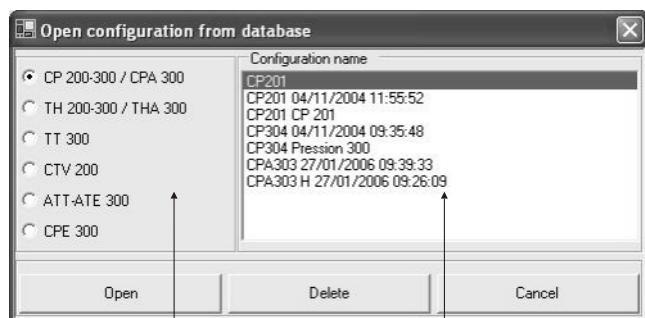 Open configuration from database
CP 200-300 / CPA 300
TH 200-300 / THA 300
TT 300
CTV 200
ATT-ATE 300
CPE 300
Configuration name
CP201
CP201 04/11/2004 11:55:52
CP201 CP 201
CP304 04/11/2004 09:35:48
CP304 Pression 300
CPA303 27/01/2006 09:39:33
CPA303 H 27/01/2006 09:26:09
Open
Delete
Cancel